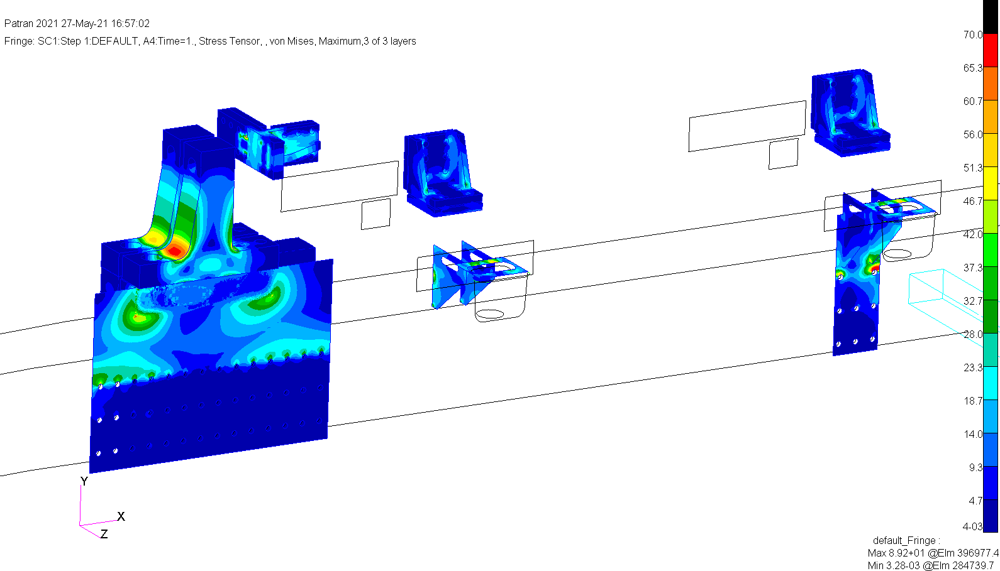 Patran 2021 27-May-21 16:57:02
Fringe: SC1:Step 1:DEFAULT, A4:Time=1., Stress Tensor, , von Mises, Maximum,3 of 3 layers
70.0
65.3
60.7
56.0
51.3
46.7
42.0
37.3
32.7
28.0
23.3
18.7
14.0
9.3
4.7
4-03
Y
X
Z
default_Fringe :
Max 8.92+01 @Elm 396977.4
Min 3.28-03 @Elm 284739.7